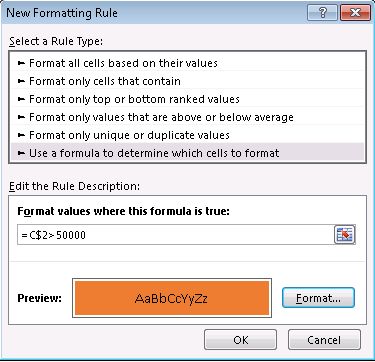 New Formatting Rule
Select a Rule Type:
► Format all cells based on their values
► Format only cells that contain
► Format only top or bottom ranked values
► Format only values that are above or below average
► Format only unique or duplicate values
► Use a formula to determine which cells to format
Edit the Rule Description:
Format values where this formula is true:
=C$2>50000
Preview: AaBbCcYyZz Format...
OK Cancel